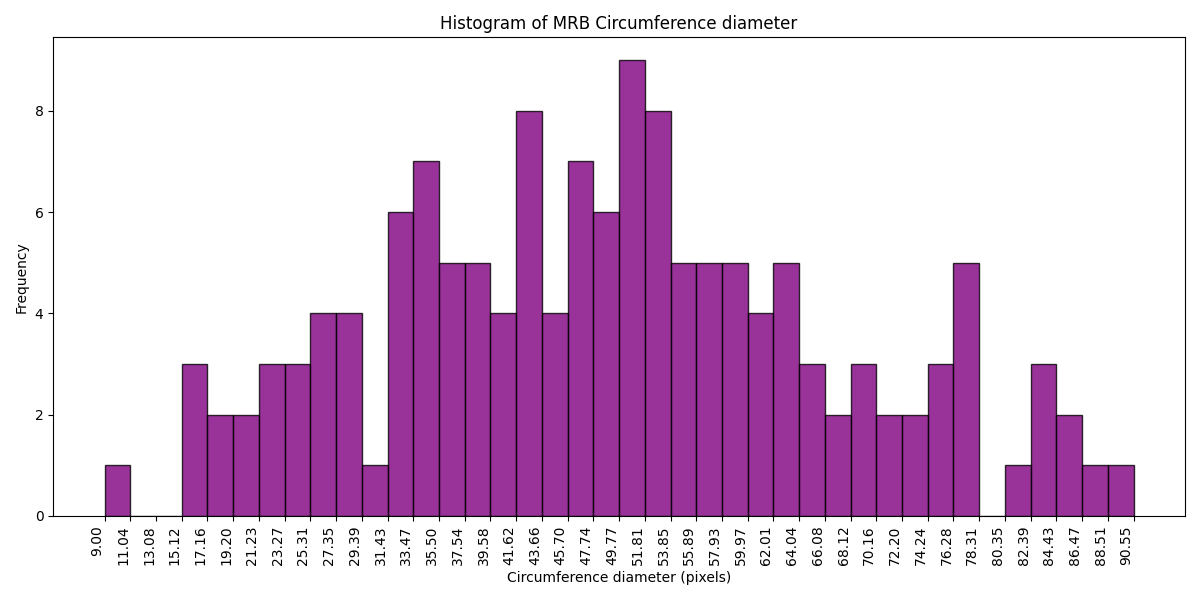 Histogram of MRB Circumference diameter
Frequency
8
6
4
2
0
9.00 11.04 13.08 15.12 17.16 19.20 21.23 23.27 25.31 27.35 29.39 31.43 33.47 35.50 37.54 39.58 41.62 43.66 45.70 47.74 49.77 51.81 53.85 55.89 57.93 59.97 62.01 64.04 66.08 68.12 70.16 72.20 74.24 76.28 78.31 80.35 82.39 84.43 86.47 88.51 90.55
Circumference diameter (pixels)